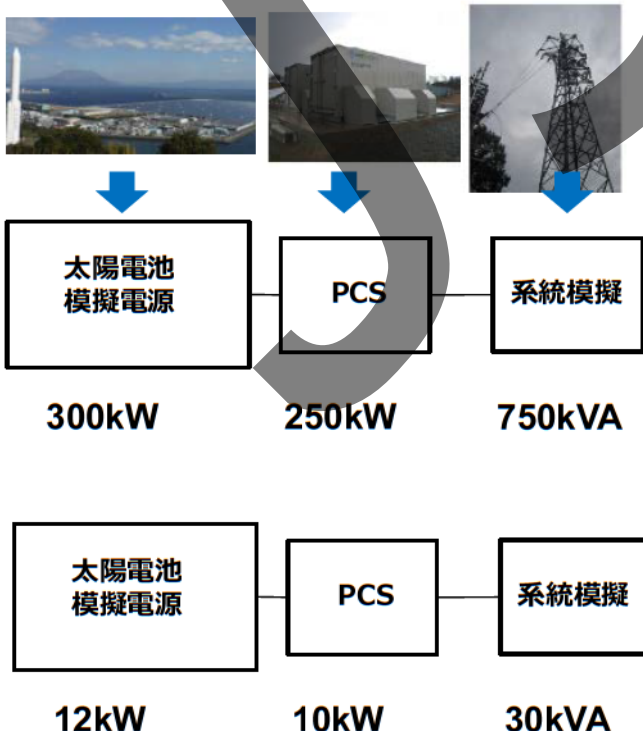 太陽電池
模擬電源
PCS
系統模擬
300kW
250kW
750kVA
太陽電池
模擬電源
PCS
系統模擬
12kW
10kW
30kVA